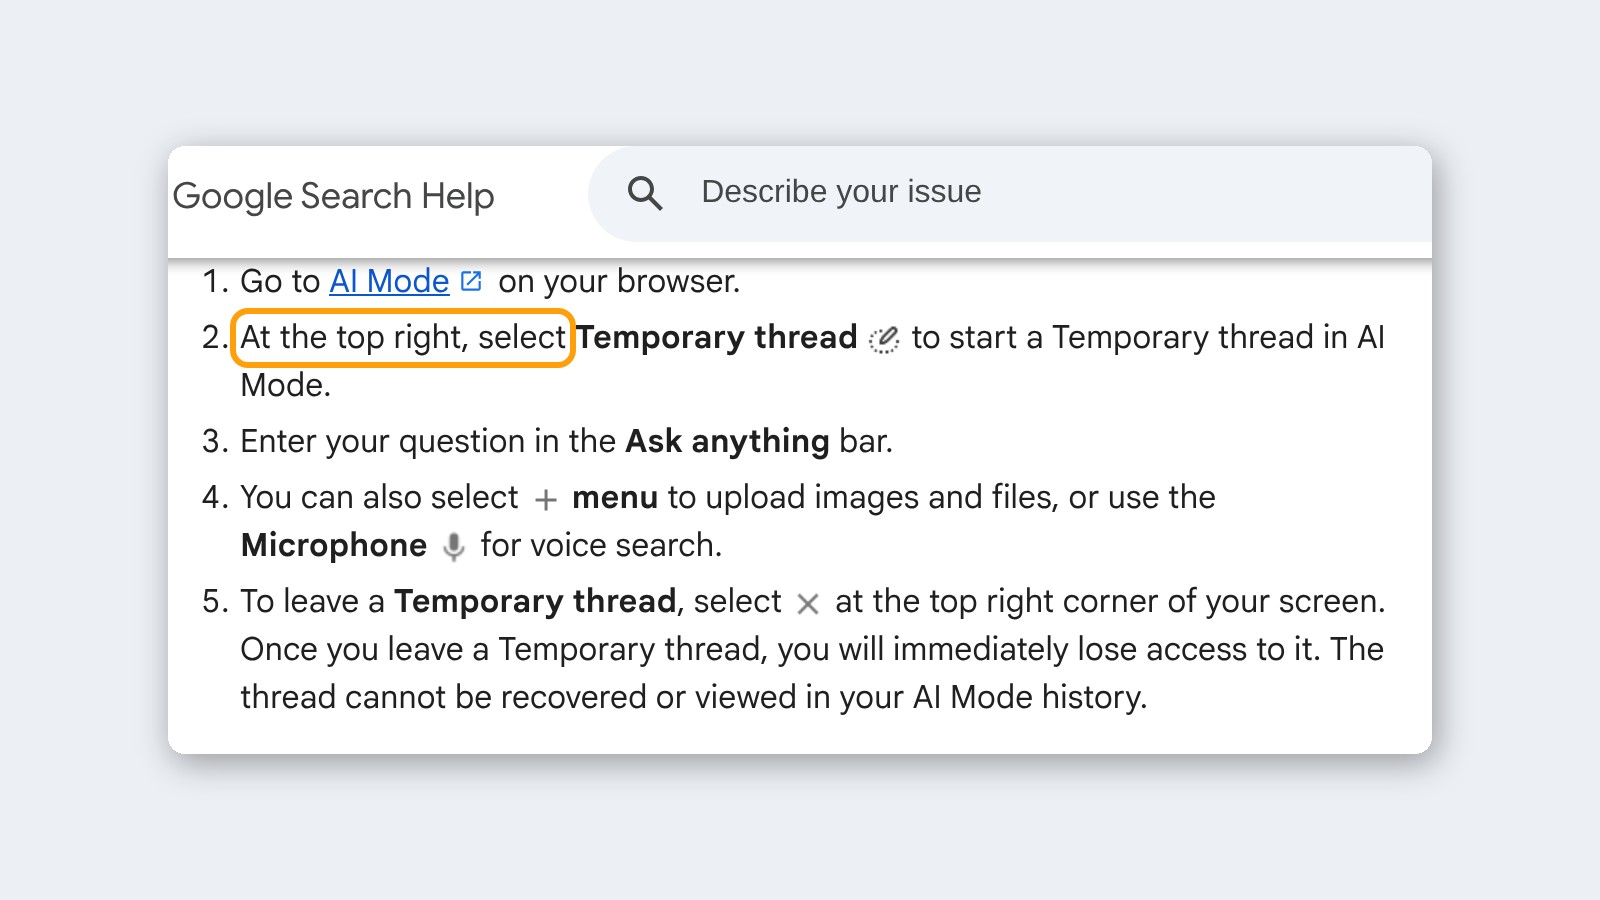 Google Search Help
Describe your issue
1. Go to AI Mode on your browser.
2. At the top right, select Temporary thread to start a Temporary thread in AI
Mode.
3. Enter your question in the Ask anything bar.
4. You can also select + menu to upload images and files, or use the
Microphone for voice search.
5. To leave a Temporary thread, select × at the top right corner of your screen.
Once you leave a Temporary thread, you will immediately lose access to it. The
thread cannot be recovered or viewed in your AI Mode history.